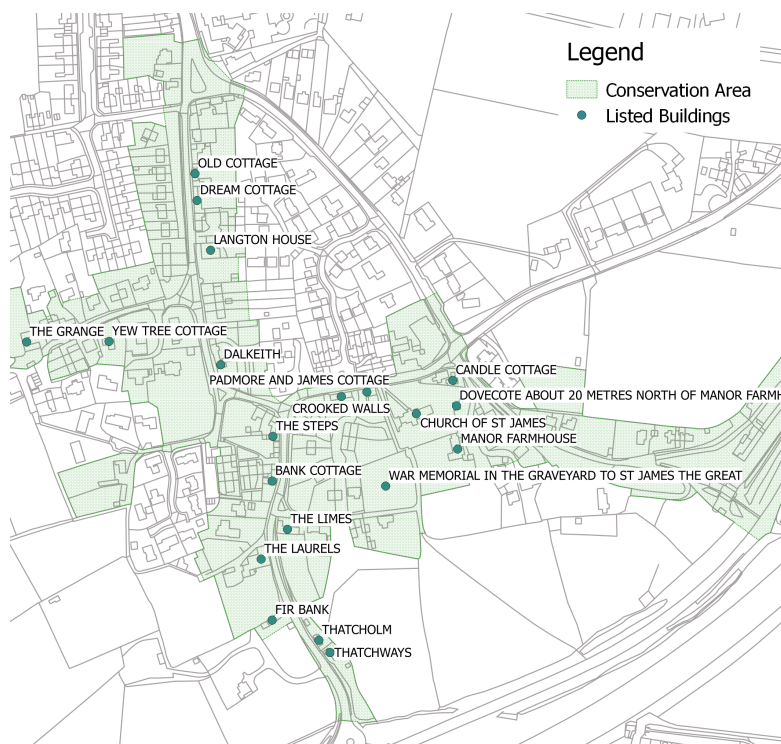 Legend
Conservation Area
Listed Buildings
OLD COTTAGE
DREAM COTTAGE
LANGTON HOUSE
THE GRANGE
YEW TREE COTTAGE
DALKEITH
CANDLE COTTAGE
PADMORE AND JAMES COTTAGE
DOVECOTE ABOUT 20 METRES NORTH OF MANOR FARMH
CROOKED WALLS
CHURCH OF ST JAMES
THE STEPS
MANOR FARMHOUSE
BANK COTTAGE
WAR MEMORIAL IN THE GRAVEYARD TO ST JAMES THE GREAT
THE LIMES
THE LAURELS
FIR BANK
THATCHOLM
THATCHWAYS